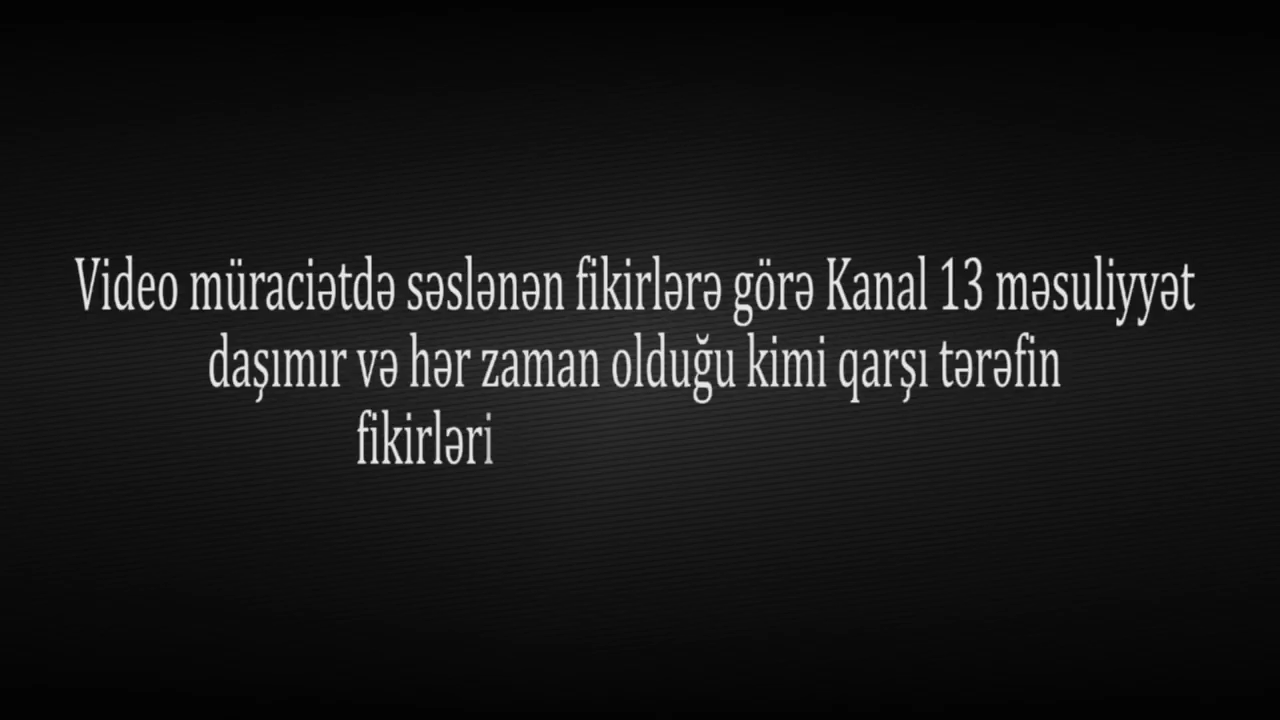 Video müraciətdə səslənən fikirlərə görə Kanal 13 məsuliyyət
daşımır və hər zaman olduğu kimi qarşı tərəfin
fikirləri